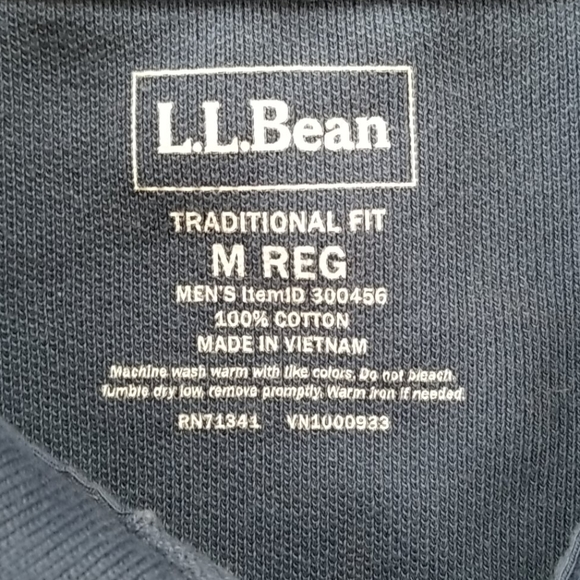 L.L.Bean
TRADITIONAL FIT
M REG
MEN'S ItemID 300456
100% COTTON
MADE IN VIETNAM
Machine wash warm with like colors. Do not bleach.
Tumble dry low, remove promptly. Warm iron if needed.
RN71341 VN1000933